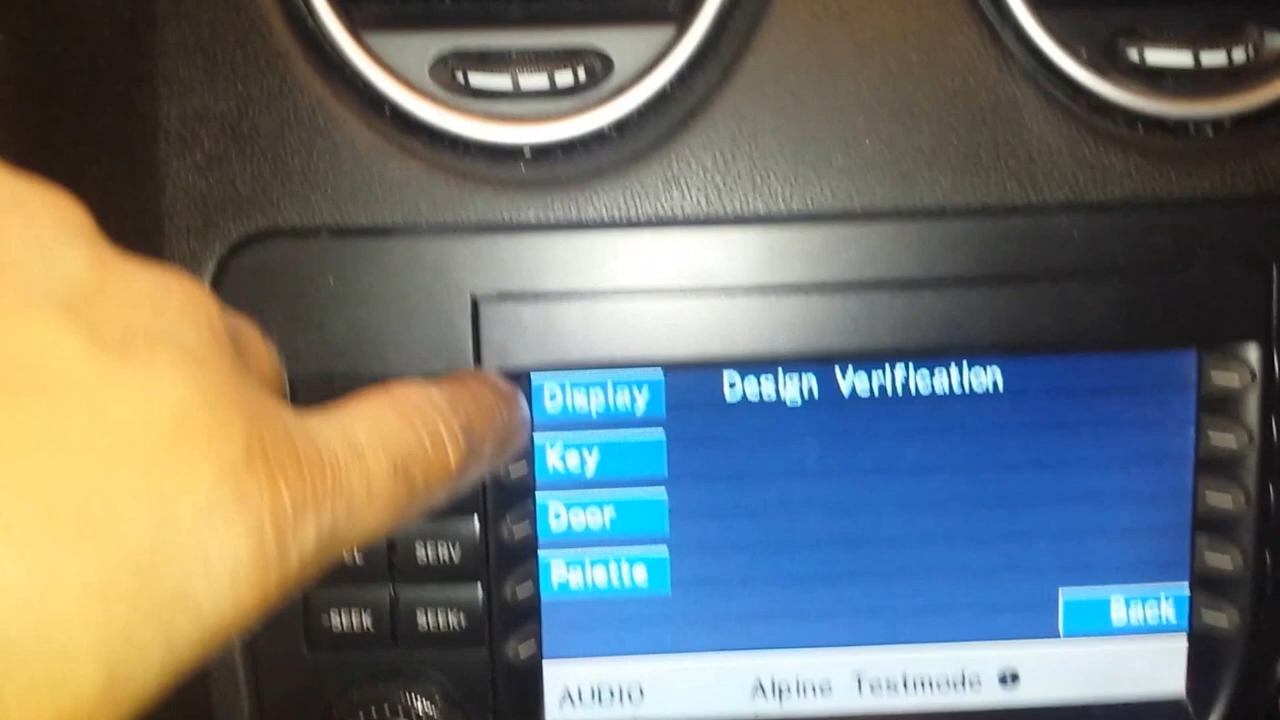 Design Verification
Display
Key
Door
Palette
Back
SERV
-SEEK
SEEK+
AUDIO Alpine Testmode